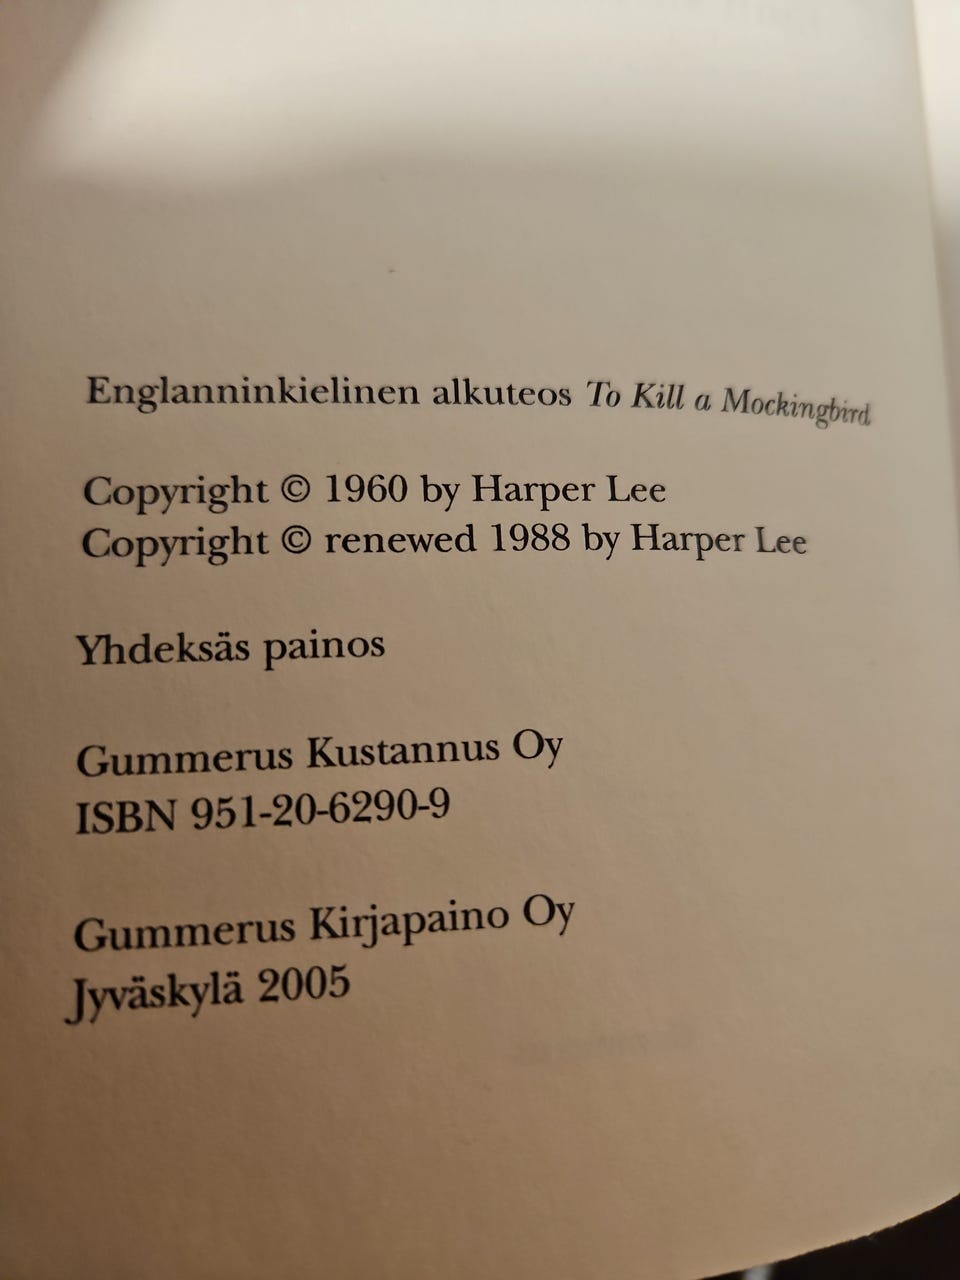 Englanninkielinen alkuteos To Kill a Mockingbird
Copyright © 1960 by Harper Lee
Copyright © renewed 1988 by Harper Lee
Yhdeksäs painos
Gummerus Kustannus Oy
ISBN 951-20-6290-9
Gummerus Kirjapaino Oy
Jyväskylä 2005